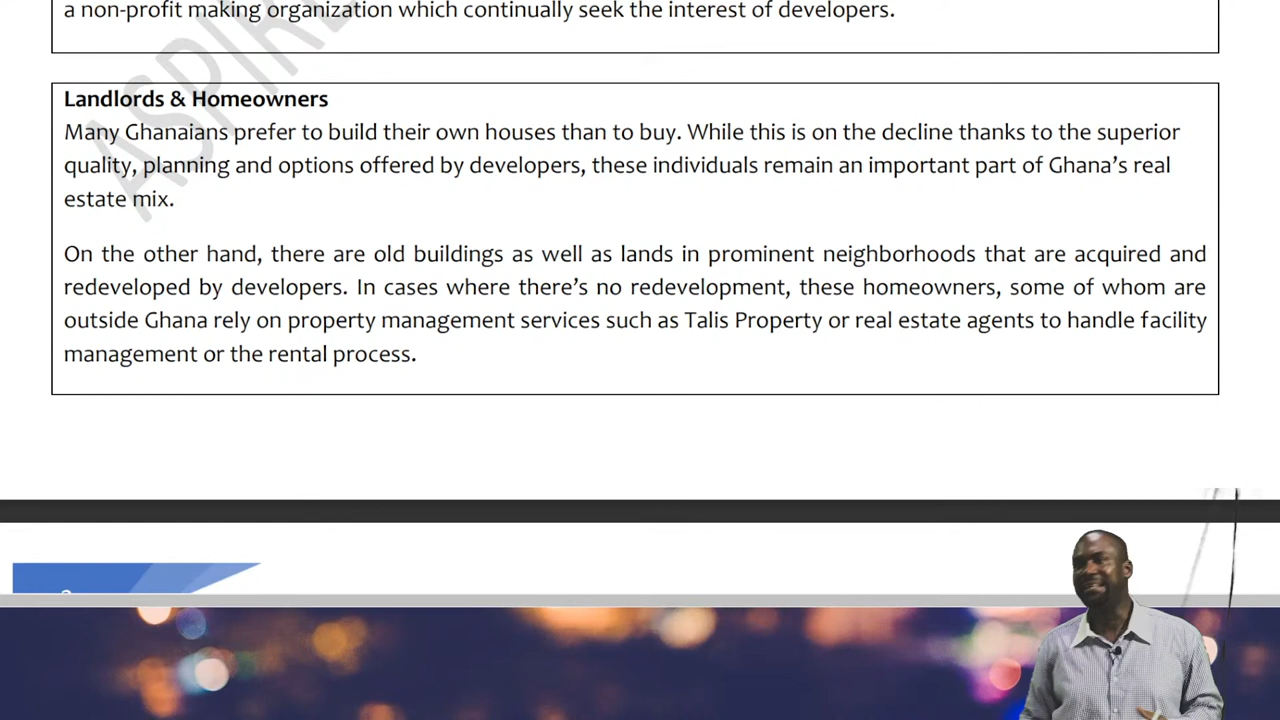 a non-profit making organization which continually seek the interest of developers.
Landlords & Homeowners
Many Ghanaians prefer to build their own houses than to buy. While this is on the decline thanks to the superior
quality, planning and options offered by developers, these individuals remain an important part of Ghana’s real
estate mix.
On the other hand, there are old buildings as well as lands in prominent neighborhoods that are acquired and
redeveloped by developers. In cases where there’s no redevelopment, these homeowners, some of whom are
outside Ghana rely on property management services such as Talis Property or real estate agents to handle facility
management or the rental process.
ASPIRE